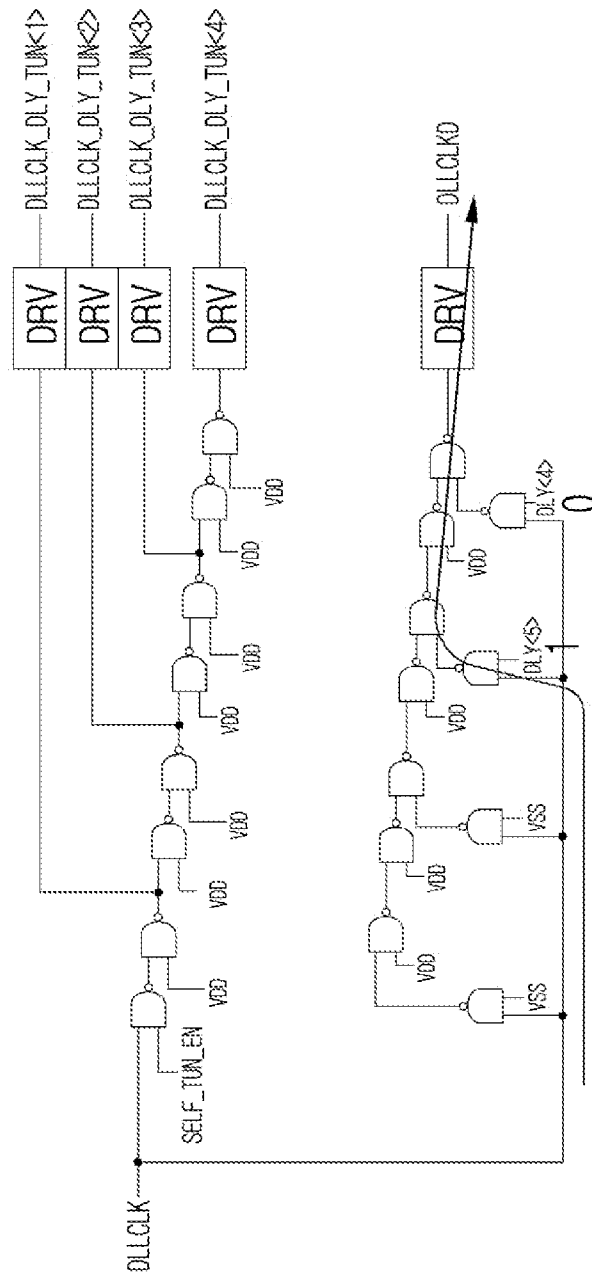 DLLCLK_DLY_TUN<1>
DLLCLK_DLY_TUN<2>
DLLCLK_DLY_TUN<3>
DLLCLK_DLY_TUN<4>
DRV
DRV
DRV
DRV
VDD
VDD
VDD
VDD
VDD
VDD
VDD
SELF_TUN_EN
DLLCLK
DLLCLKD
DRV
VDD
VDD
VDD
VDD
DLY<4>
0
DLY<5>
1
VSS
VSS